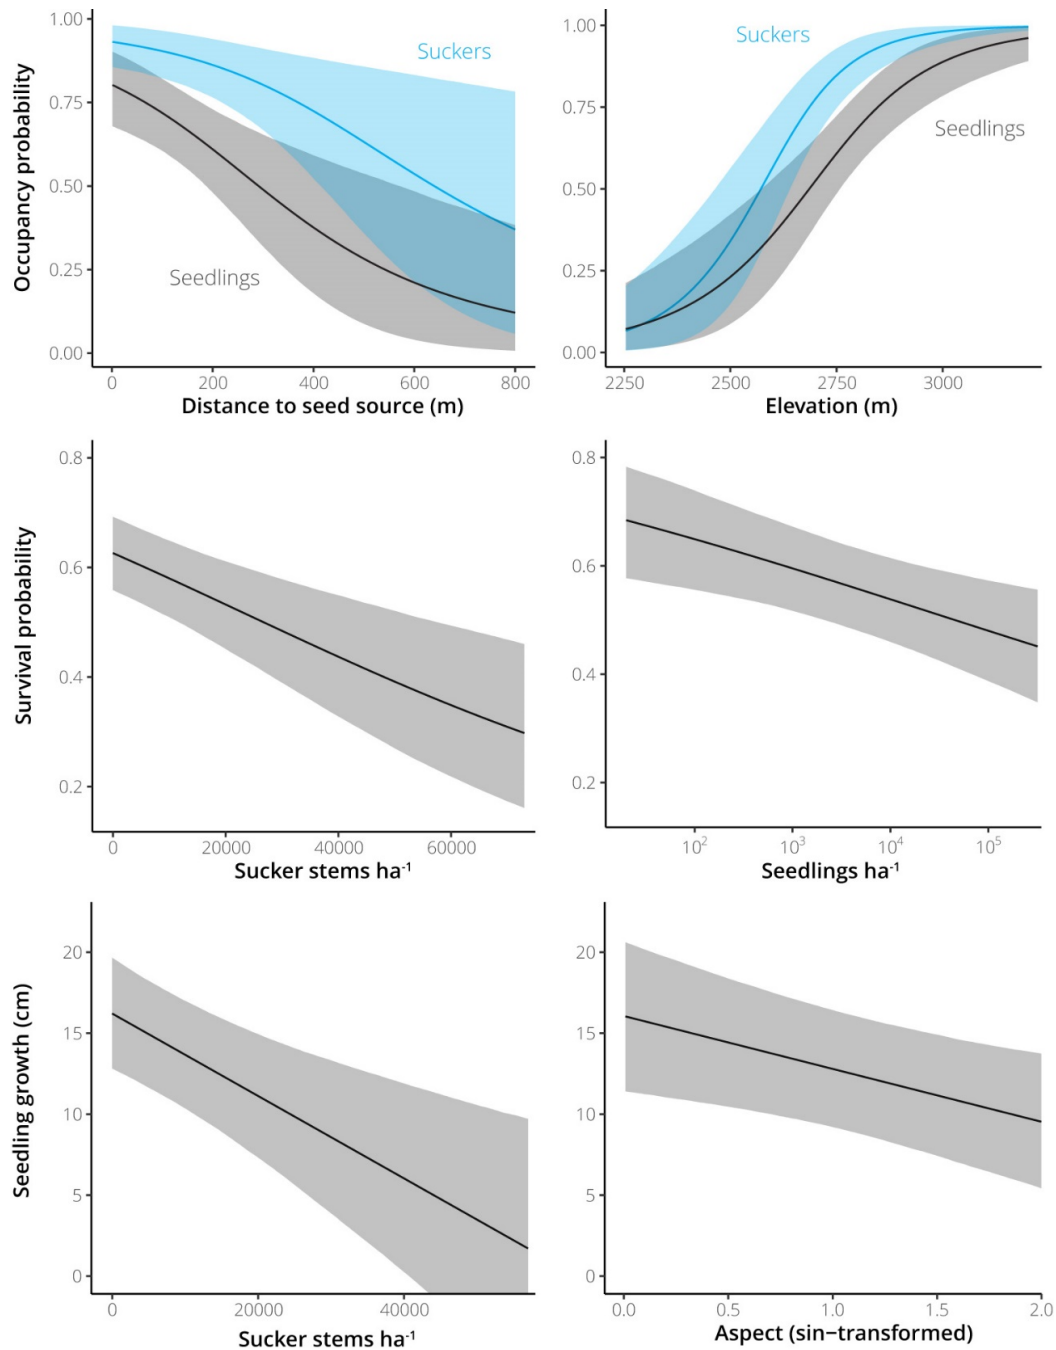 Occupancy probability
1.00
0.75
0.50
0.25
0.00
Suckers
Seedlings
0 200 400 600 800
Distance to seed source (m)
1.00
0.75
0.50
0.25
0.00
Suckers
Seedlings
2250 2500 2750 3000
Elevation (m)
Survival probability
0.8
0.6
0.4
0.2
0 20000 40000 60000
Sucker stems ha⁻¹
0.8
0.6
0.4
0.2
10² 10³ 10⁴ 10⁵
Seedlings ha⁻¹
Seedling growth (cm)
20
15
10
5
0
0 20000 40000
Sucker stems ha⁻¹
20
15
10
5
0
0.0 0.5 1.0 1.5 2.0
Aspect (sin−transformed)